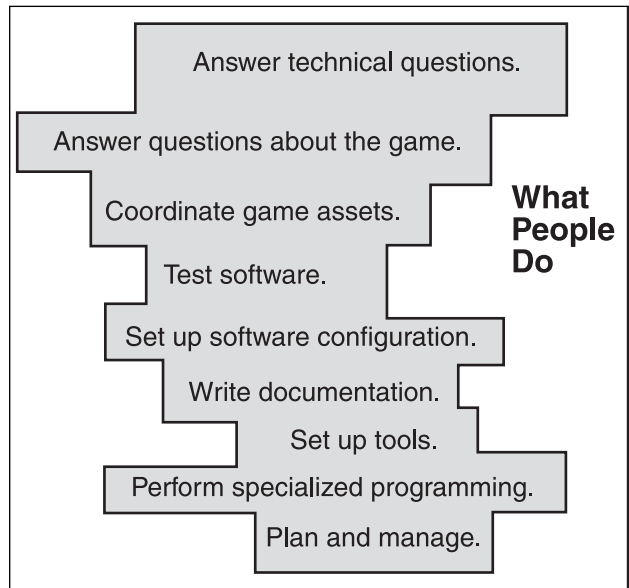 Answer technical questions.
Answer questions about the game.
Coordinate game assets.
What
People
Do
Test software.
Set up software configuration.
Write documentation.
Set up tools.
Perform specialized programming.
Plan and manage.